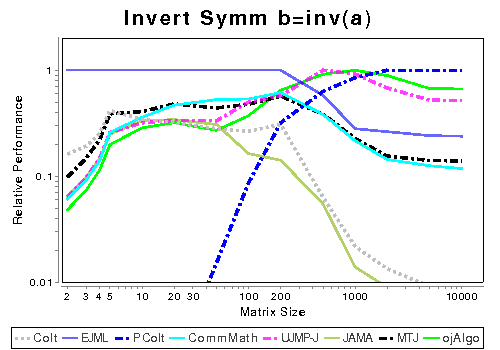 Invert Symm b=inv(a)
1
0.1
0.01
Relative Performance
2 3 4 5 10 20 30 100 200 1000 2000 10000
Matrix Size
Colt EJML PColt CommMath UJMP-J JAMA MTJ ojAlgo